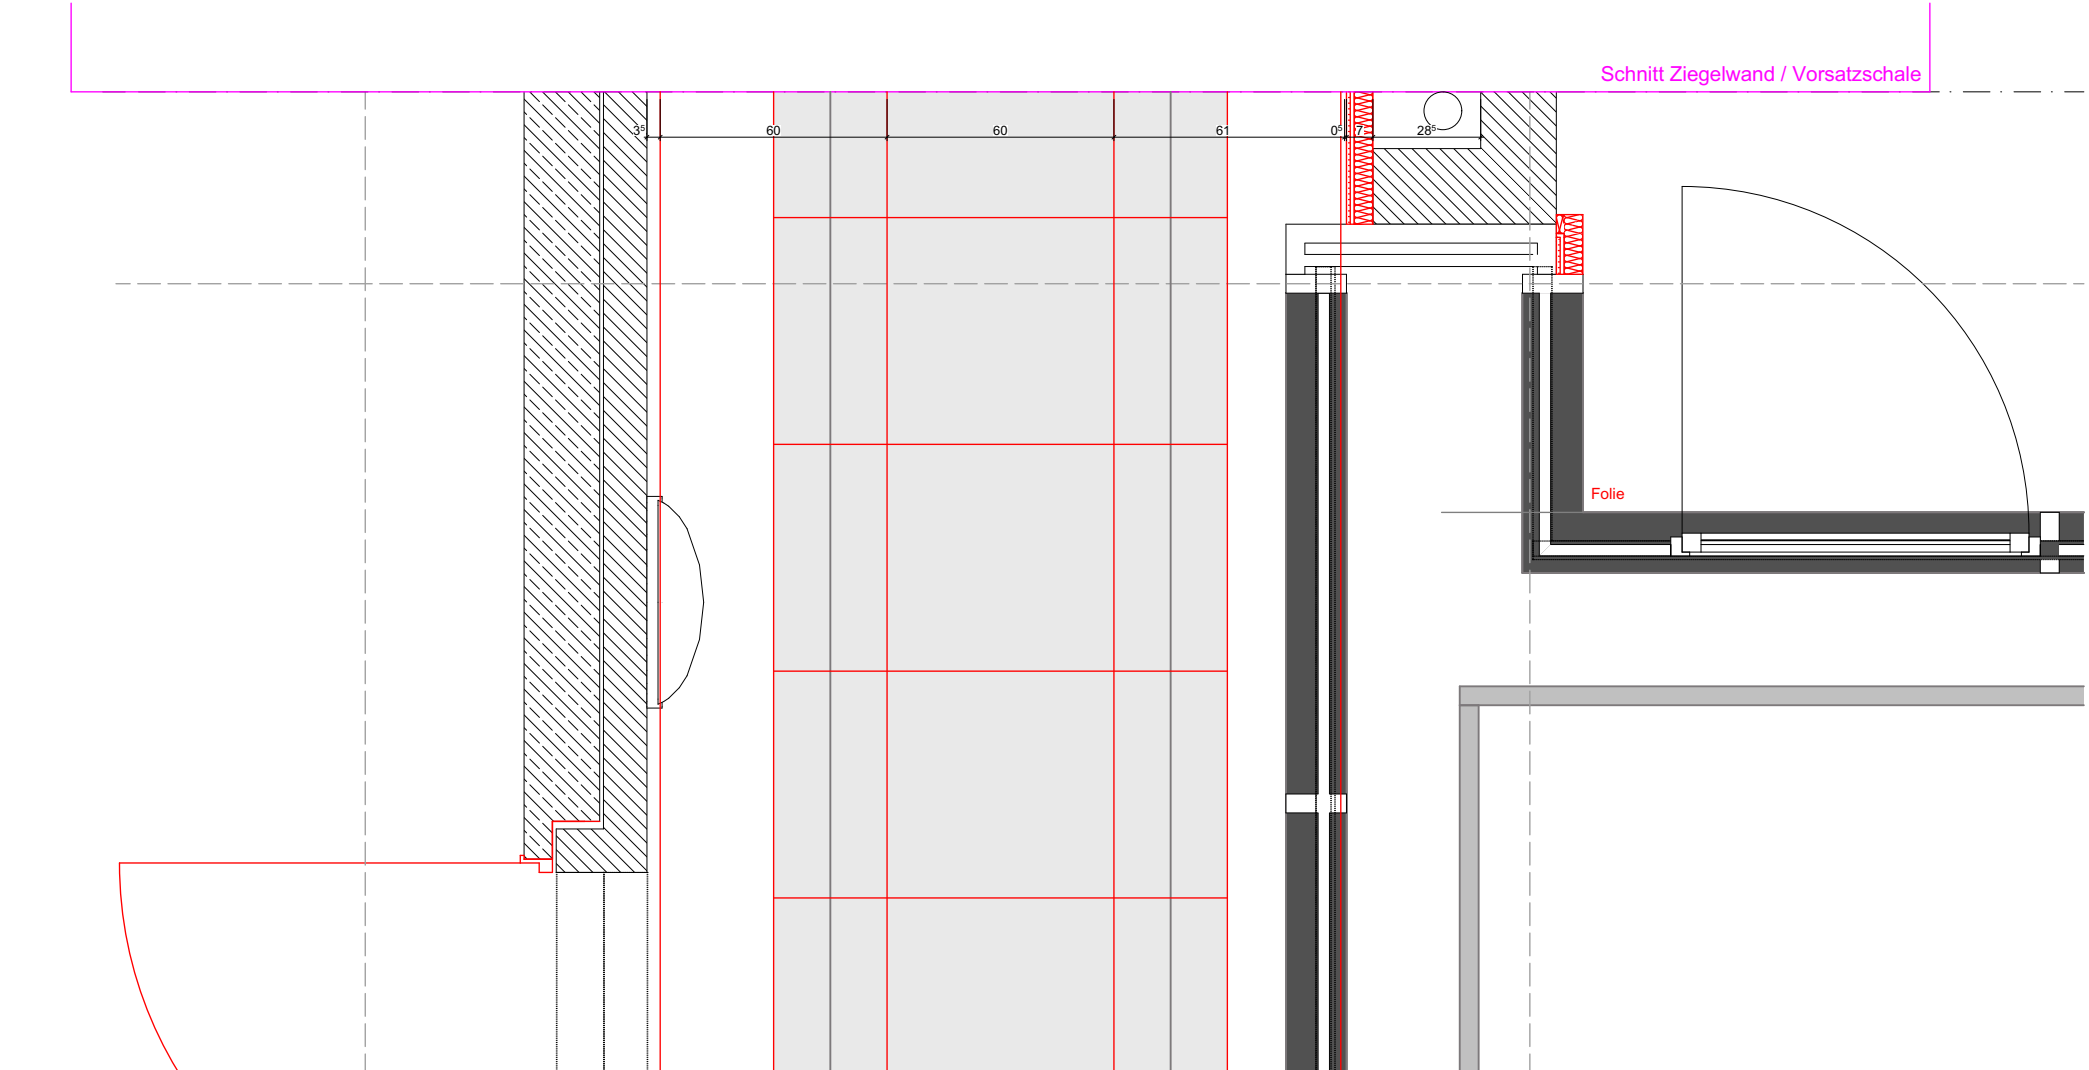 Schnitt Ziegelwand / Vorsatzschale
3⁵ 60 60 61 0⁵ 7 28⁵
Folie